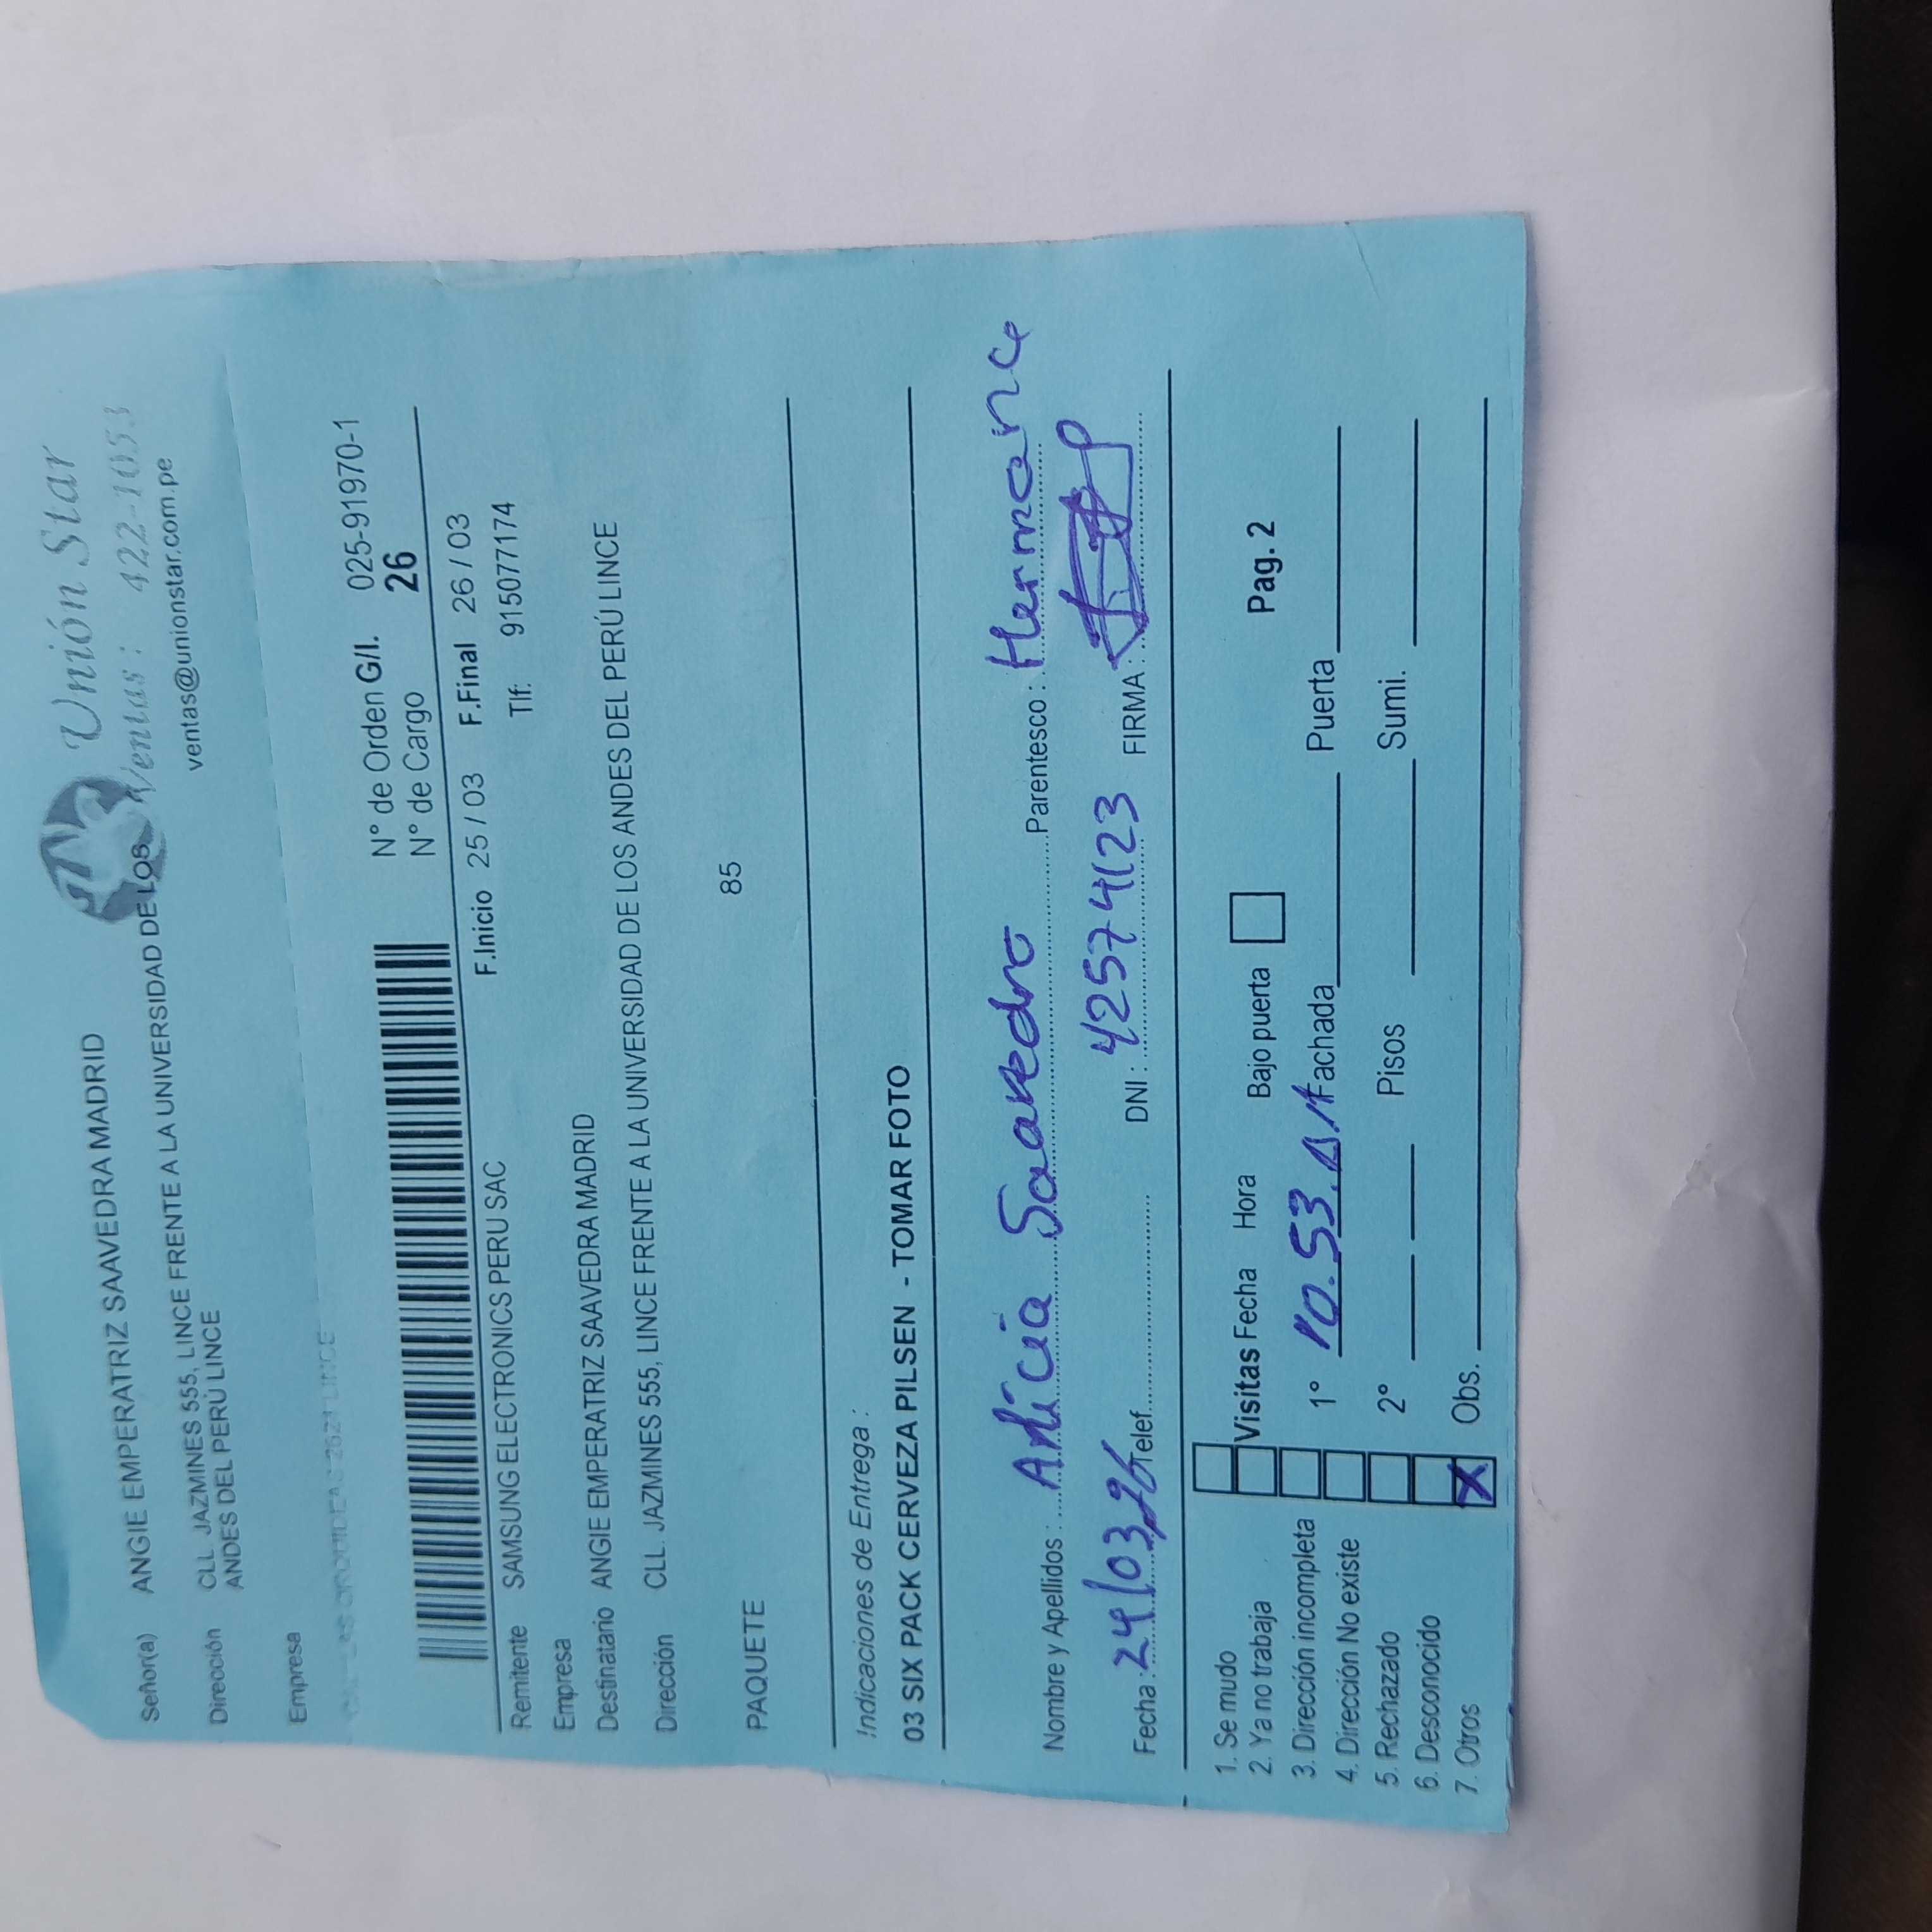 Unión Star
Ventas: 422-1053
ventas@unionstar.com.pe
Señor(a) ANGIE EMPERATRIZ SAAVEDRA MADRID
Dirección CLL. JAZMINES 555, LINCE FRENTE A LA UNIVERSIDAD DE LOS
ANDES DEL PERÚ LINCE
Empresa
N° de Orden G/I. 025-91970-1
N° de Cargo 26
F.Inicio 25 / 03 F.Final 26 / 03
Remitente SAMSUNG ELECTRONICS PERU SAC Tlf: 915077174
Empresa
Destinatario ANGIE EMPERATRIZ SAAVEDRA MADRID
Dirección CLL. JAZMINES 555, LINCE FRENTE A LA UNIVERSIDAD DE LOS ANDES DEL PERÚ LINCE
PAQUETE 85
Indicaciones de Entrega :
03 SIX PACK CERVEZA PILSEN - TOMAR FOTO
Nombre y Apellidos : Saavedra Parentesco : Hermana
Fecha : 24/03/26 Telef. DNI : FIRMA :
1. Se mudo
2. Ya no trabaja Visitas Fecha Hora Bajo puerta Pag. 2
3. Dirección incompleta 1° 10.53 Fachada Puerta
4. Dirección No existe
5. Rechazado 2° Pisos Sumi.
6. Desconocido
7. Otros X Obs.